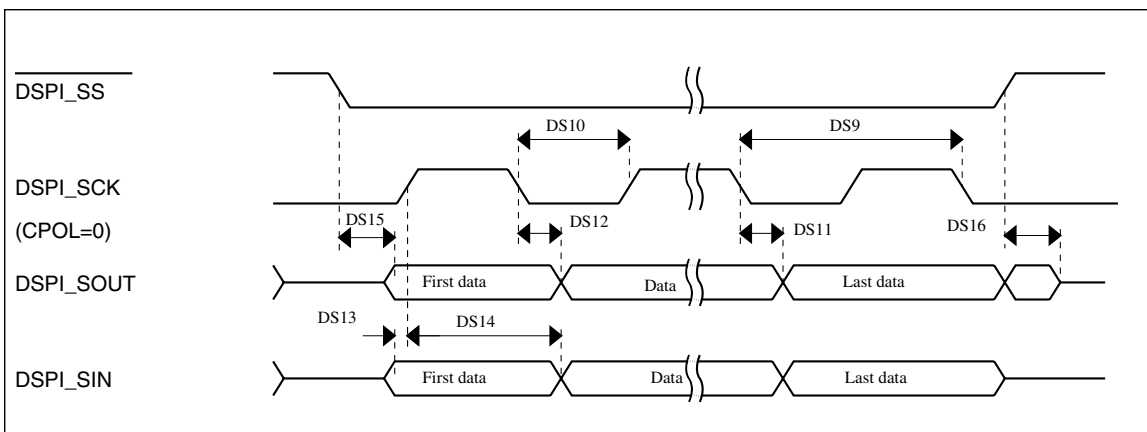 DSPI_SS
DS10
DS9
DSPI_SCK
(CPOL=0)
DS15
DS12
DS11
DS16
DSPI_SOUT
First data
Data
Last data
DS13
DS14
DSPI_SIN
First data
Data
Last data